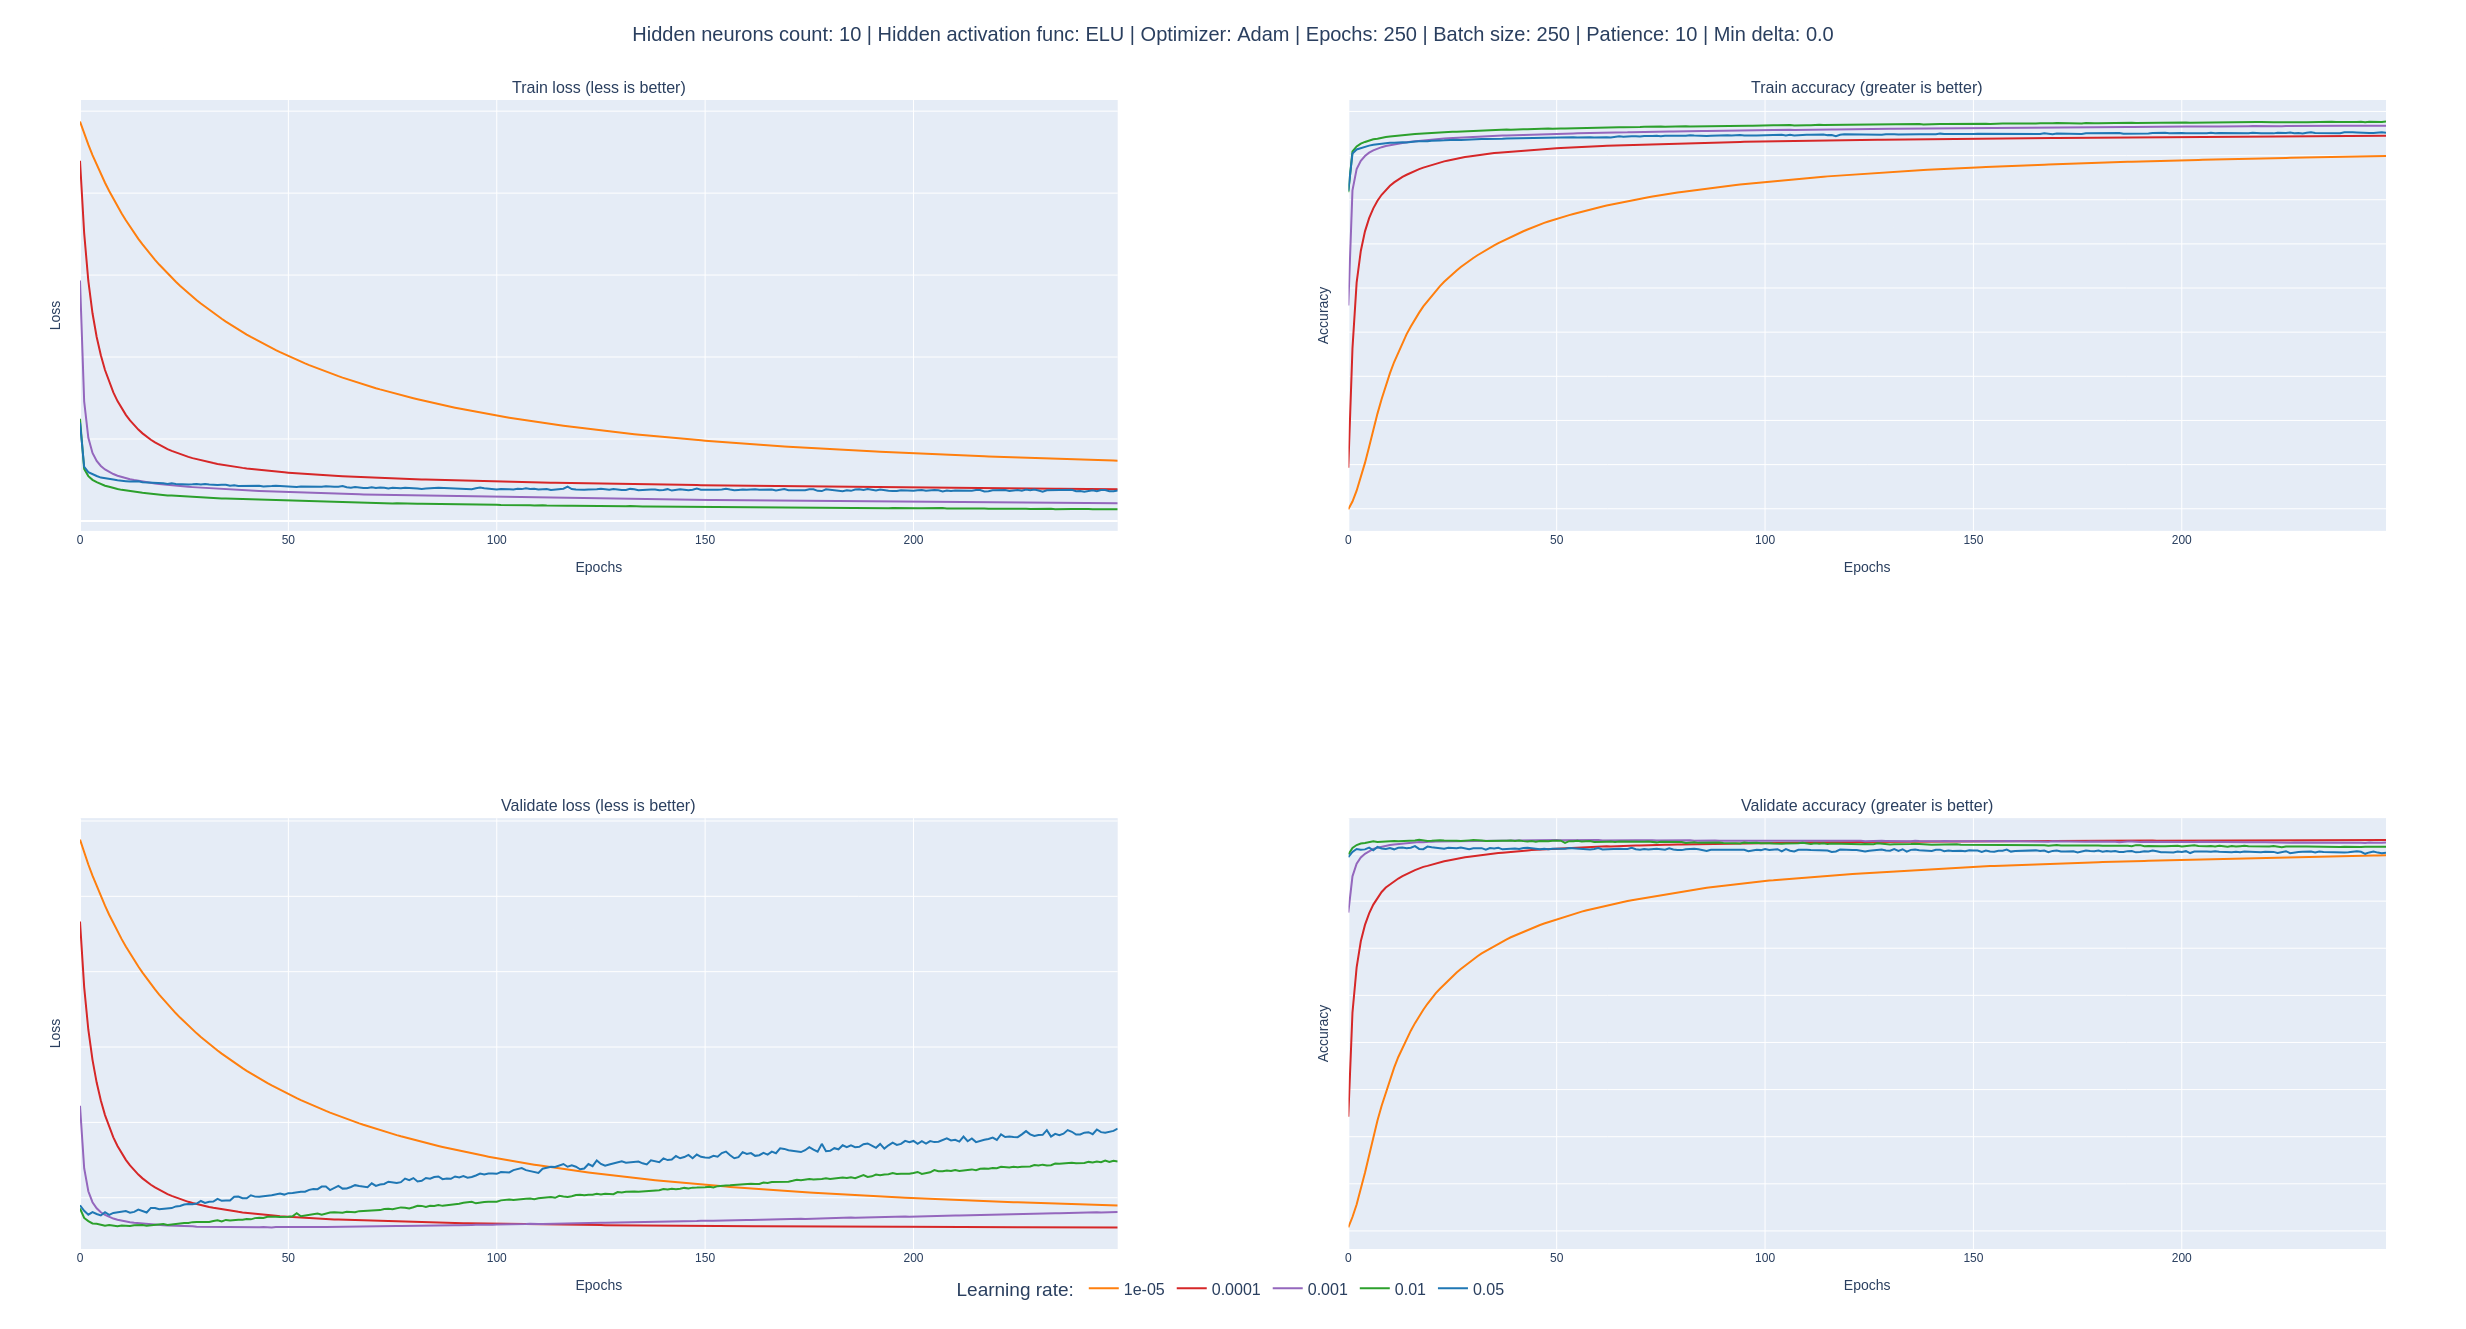 Hidden neurons count: 10 | Hidden activation func: ELU | Optimizer: Adam | Epochs: 250 | Batch size: 250 | Patience: 10 | Min delta: 0.0
Train loss (less is better)
Loss
0 50 100 150 200
Epochs
Train accuracy (greater is better)
Accuracy
0 50 100 150 200
Epochs
Validate loss (less is better)
Loss
0 50 100 150 200
Epochs
Validate accuracy (greater is better)
Accuracy
0 50 100 150 200
Epochs
Learning rate: 1e-05 0.0001 0.001 0.01 0.05